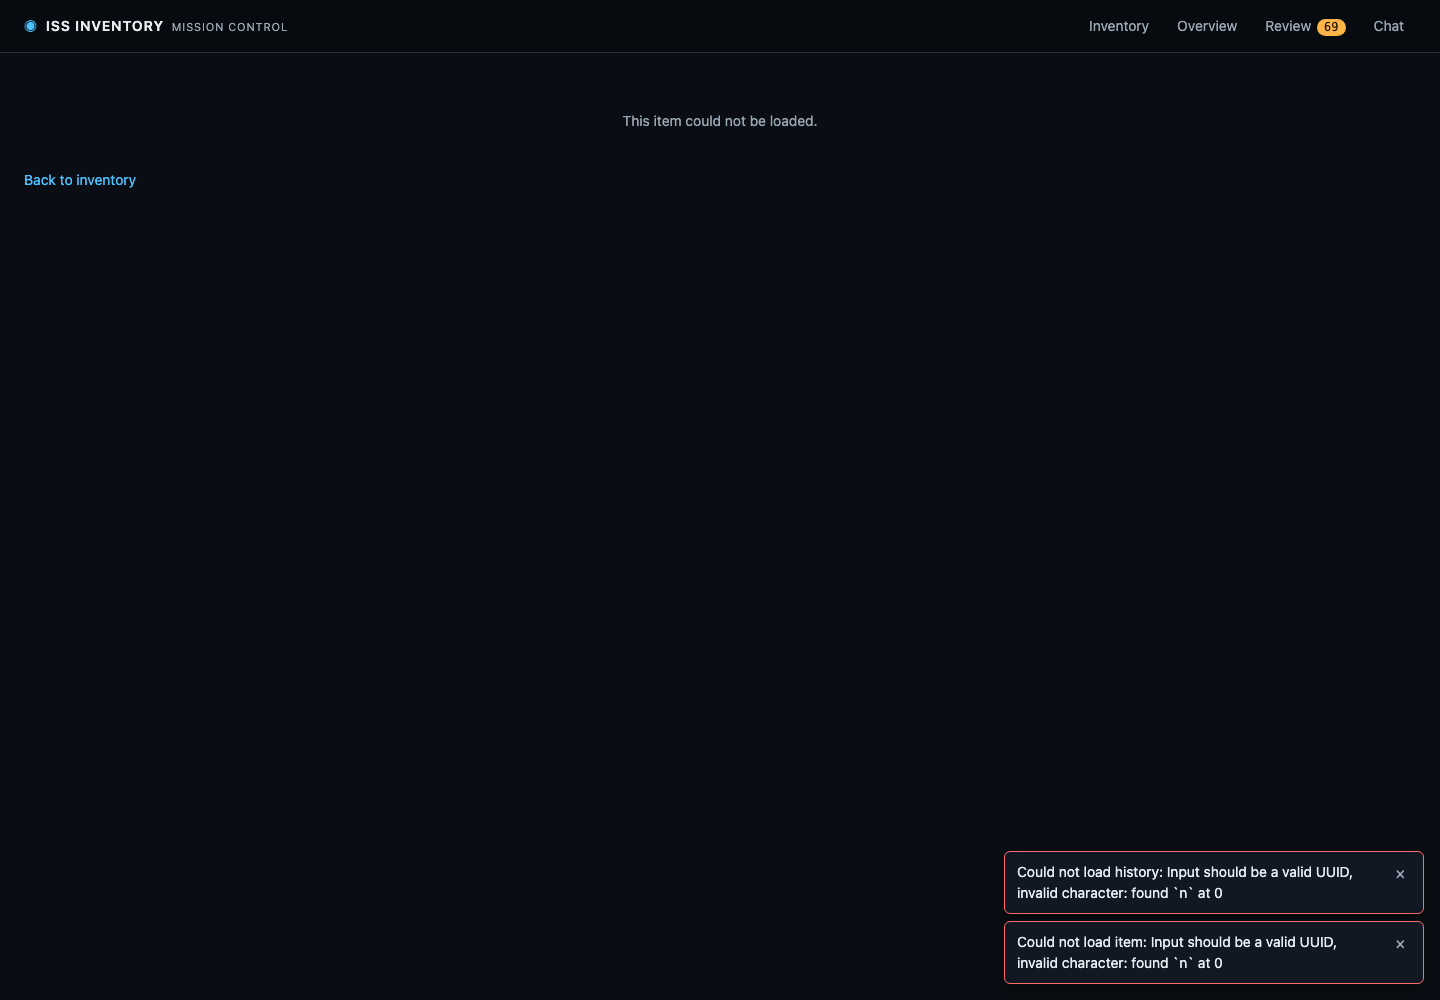 ISS INVENTORY MISSION CONTROL
Inventory Overview Review 69 Chat
This item could not be loaded.
Back to inventory
Could not load history: Input should be a valid UUID,
invalid character: found `n` at 0
×
Could not load item: Input should be a valid UUID,
invalid character: found `n` at 0
×